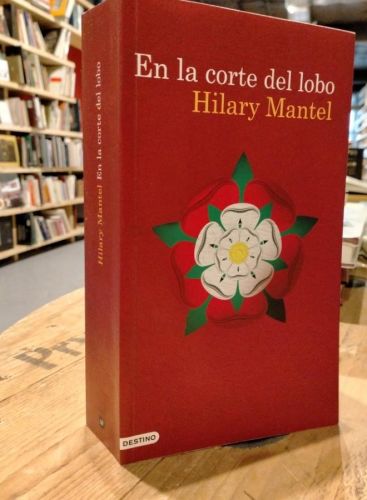 En la corte del lobo
Hilary Mantel
DESTINO
Hilary Mantel En la corte del lobo